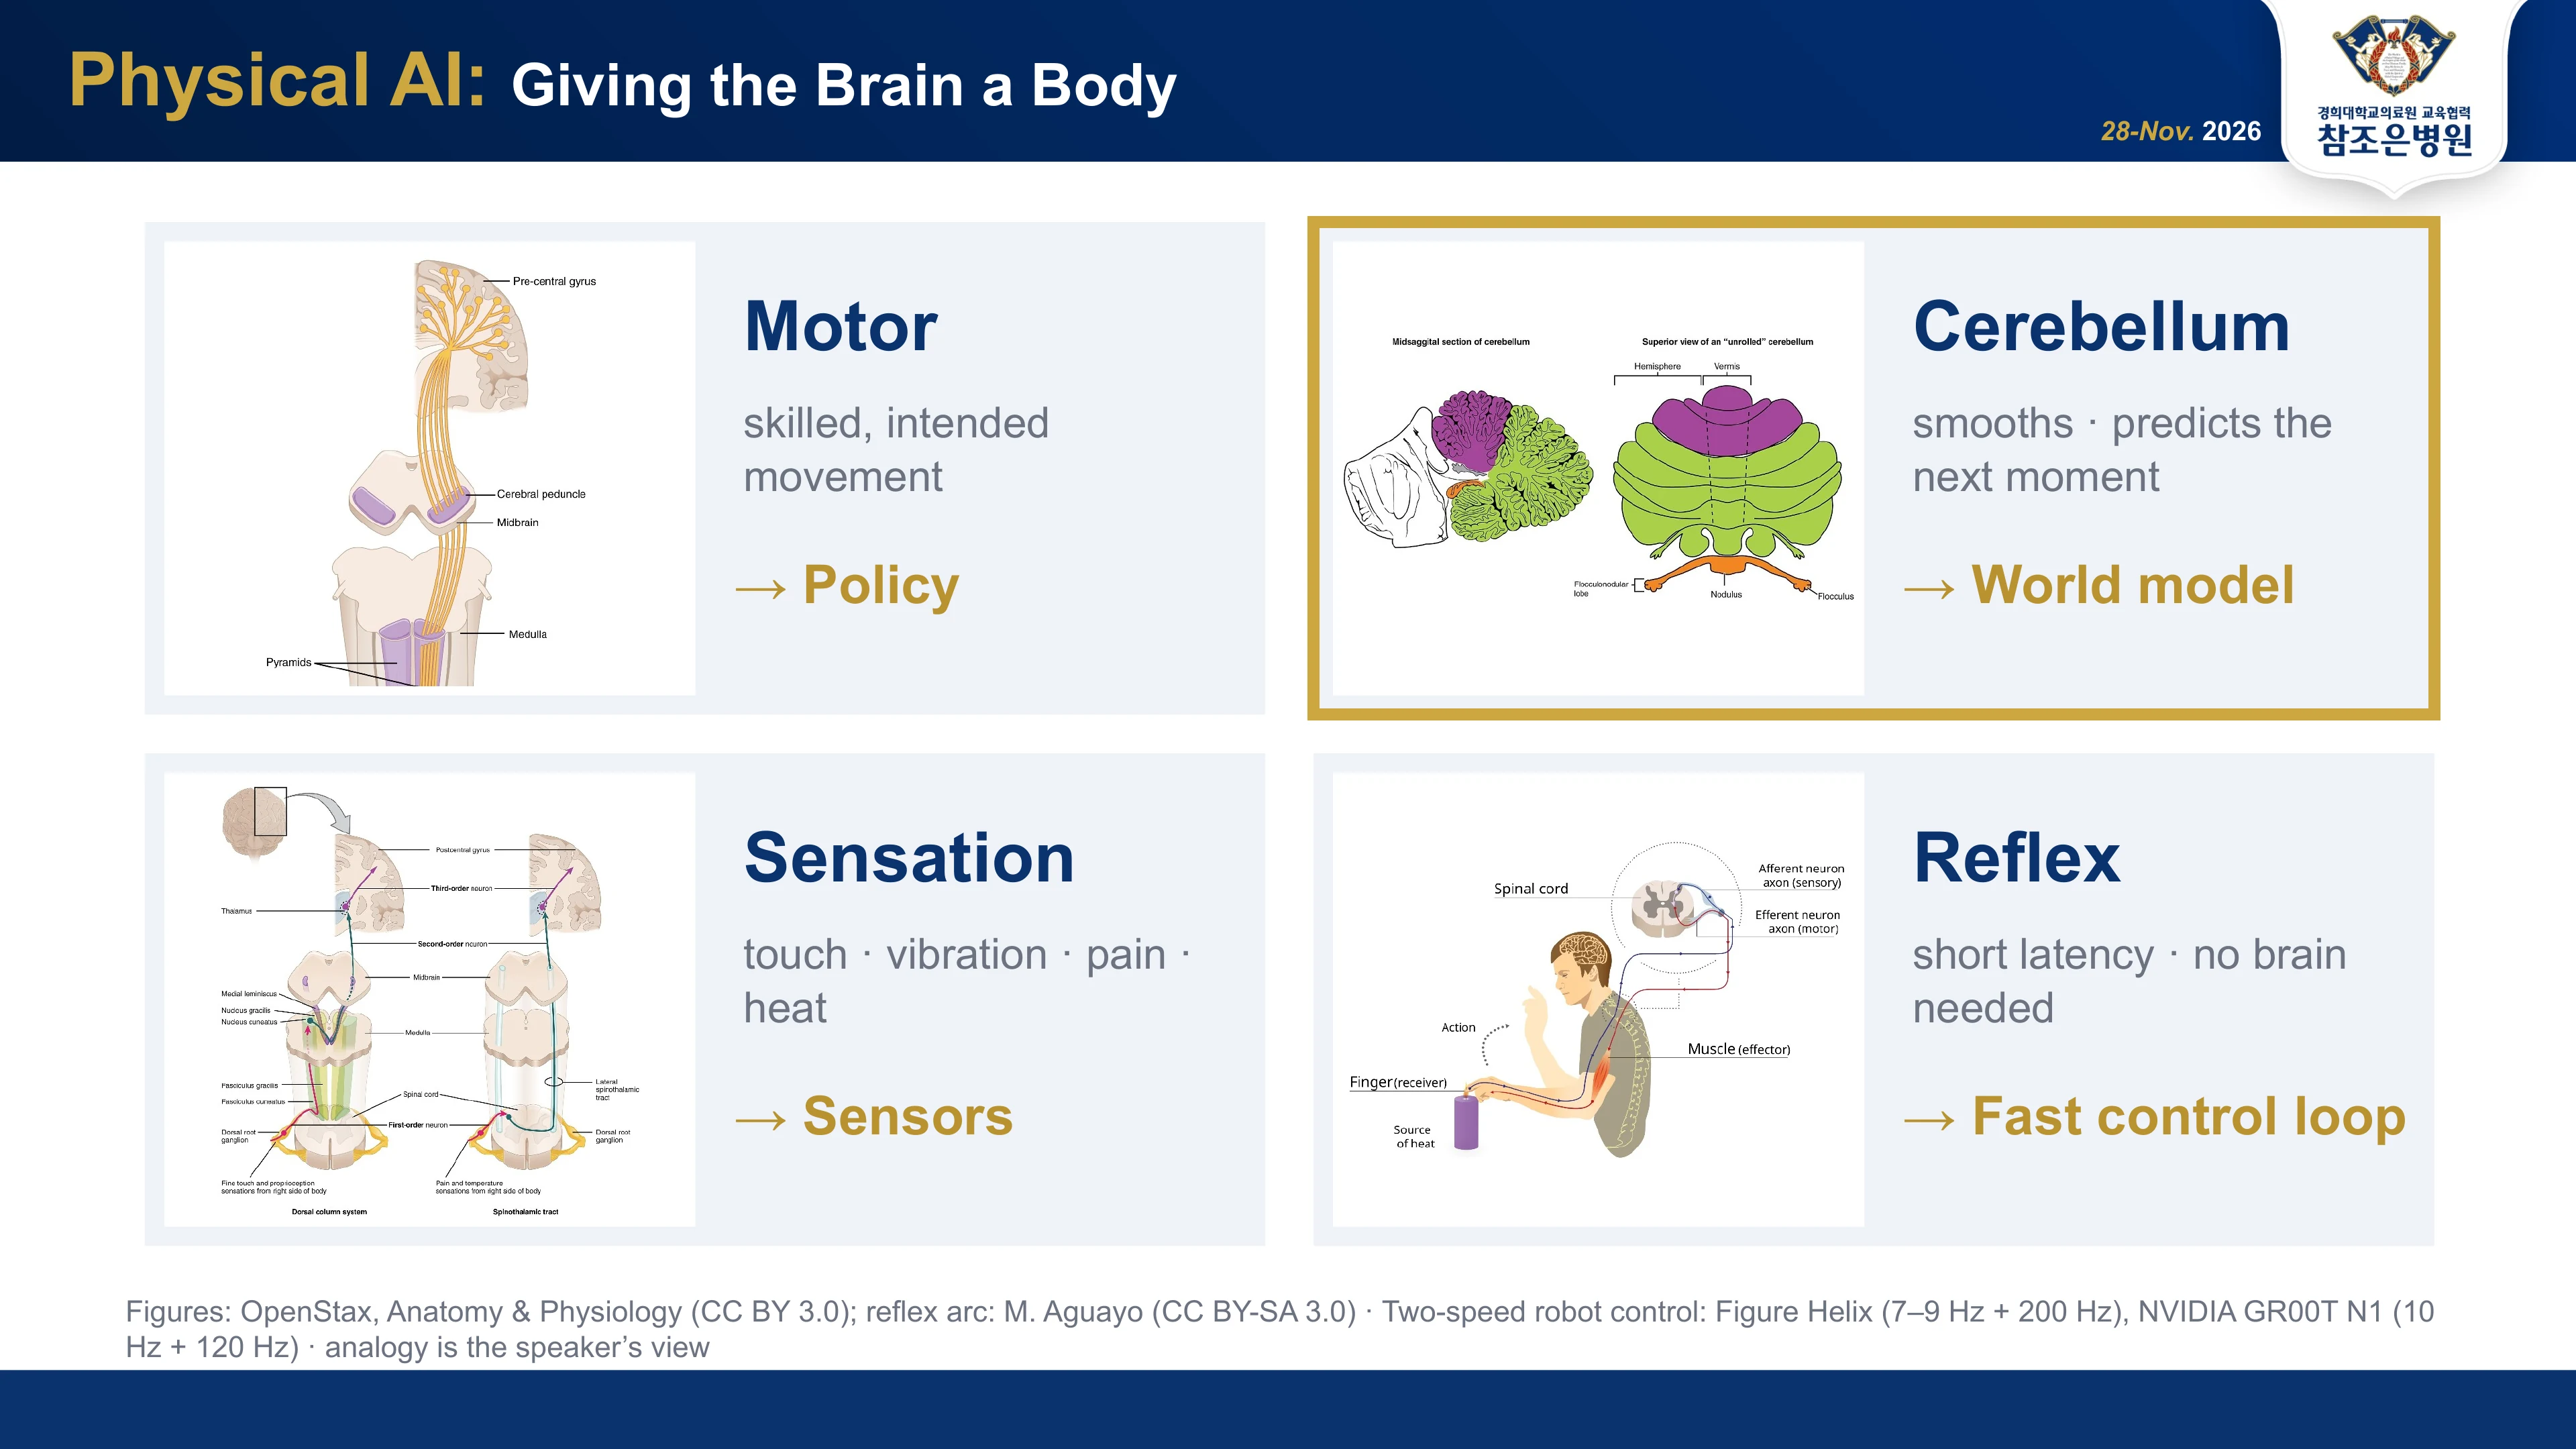 Physical AI: Giving the Brain a Body
28-Nov. 2026
경희대학교의료원 교육협력
참조은병원
Pre-central gyrus
Cerebral peduncle
Midbrain
Medulla
Pyramids
Motor
skilled, intended
movement
→ Policy
Midsaggital section of cerebellum
Superior view of an “unrolled” cerebellum
Hemisphere
Vermis
Flocculonodular
lobe
Nodulus
Flocculus
Cerebellum
smooths · predicts the
next moment
→ World model
Postcentral gyrus
Third-order neuron
Thalamus
Second-order neuron
Midbrain
Medial leminiscus
Nucleus gracilis
Nucleus cuneatus
Medulla
Fasciculus gracilis
Fasciculus cuneatus
Spinal cord
Lateral
spinothalamic
tract
First-order neuron
Dorsal root
ganglion
Dorsal root
ganglion
Fine touch and proprioception
sensations from right side of body
Pain and temperature
sensations from right side of body
Dorsal column system
Spinothalamic tract
Sensation
touch · vibration · pain ·
heat
→ Sensors
Spinal cord
Afferent neuron
axon (sensory)
Efferent neuron
axon (motor)
Action
Muscle (effector)
Finger (receiver)
Source
of heat
Reflex
short latency · no brain
needed
→ Fast control loop
Figures: OpenStax, Anatomy & Physiology (CC BY 3.0); reflex arc: M. Aguayo (CC BY-SA 3.0) · Two-speed robot control: Figure Helix (7–9 Hz + 200 Hz), NVIDIA GR00T N1 (10
Hz + 120 Hz) · analogy is the speaker’s view